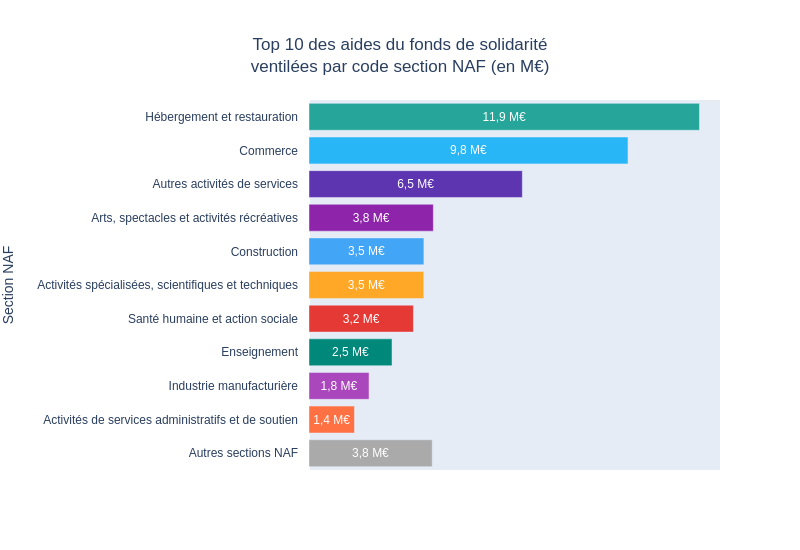 Top 10 des aides du fonds de solidarité
ventilées par code section NAF (en M€)
Section NAF
Hébergement et restauration 11,9 M€
Commerce 9,8 M€
Autres activités de services 6,5 M€
Arts, spectacles et activités récréatives 3,8 M€
Construction 3,5 M€
Activités spécialisées, scientifiques et techniques 3,5 M€
Santé humaine et action sociale 3,2 M€
Enseignement 2,5 M€
Industrie manufacturière 1,8 M€
Activités de services administratifs et de soutien 1,4 M€
Autres sections NAF 3,8 M€